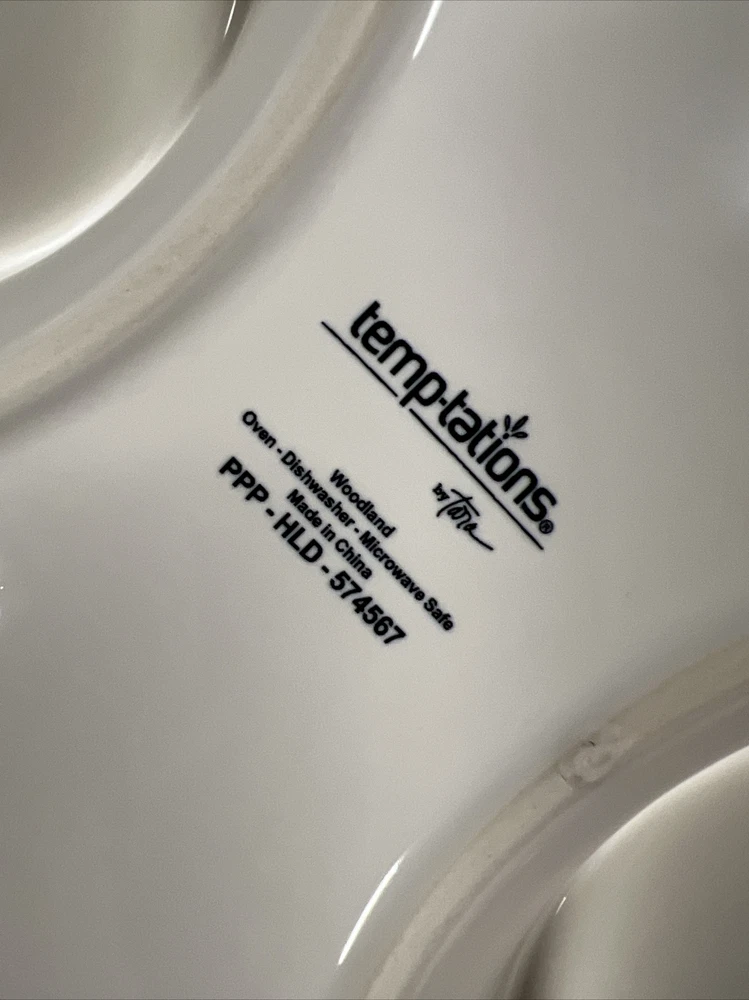 temp-tations®
by Tara
Woodland
Oven - Dishwasher - Microwave Safe
Made in China
PPP - HLD - 574567